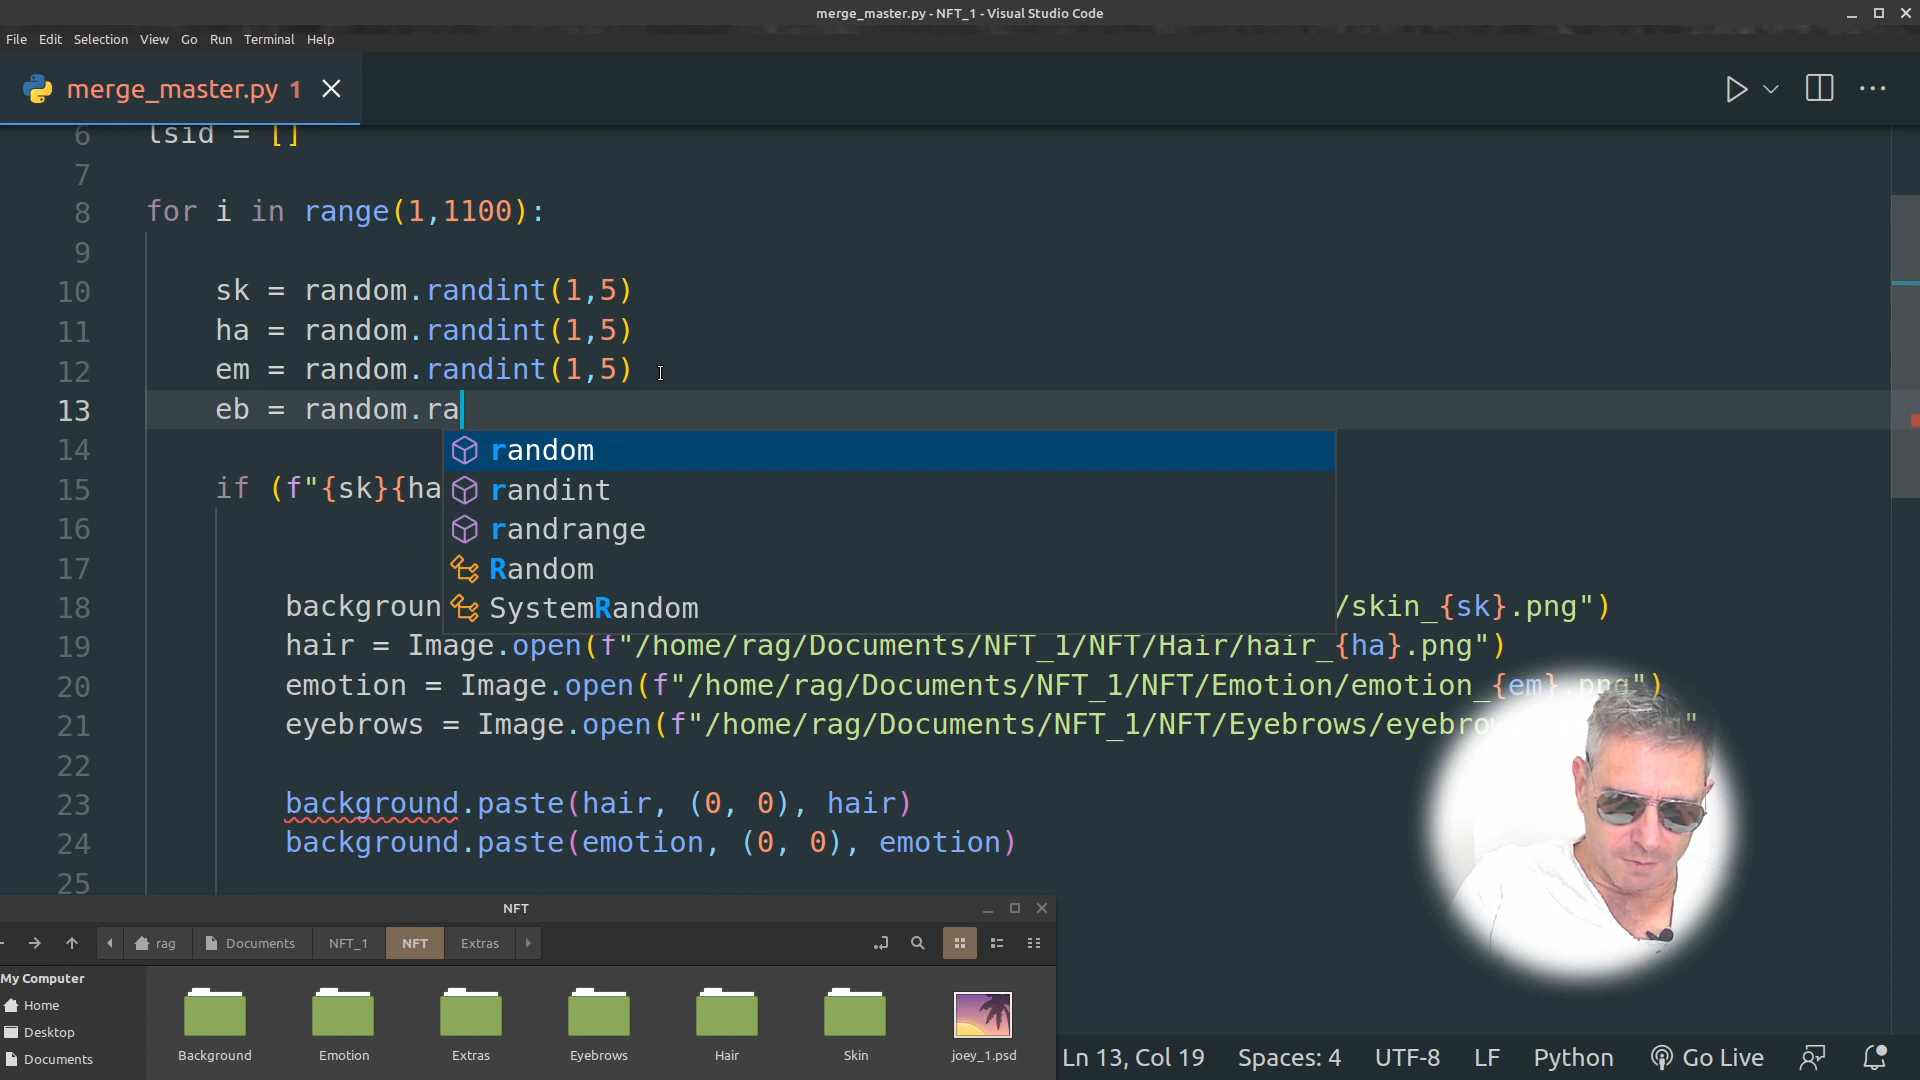 merge_master.py - NFT_1 - Visual Studio Code
File Edit Selection View Go Run Terminal Help
merge_master.py 1
6 lsid = []
7
8 for i in range(1,1100):
9
10 sk = random.randint(1,5)
11 ha = random.randint(1,5)
12 em = random.randint(1,5)
13 eb = random.ra
14 random
15 if (f"{sk}{ha randint
16 randrange
17 Random
SystemRandom
18 backgroun /skin_{sk}.png")
19 hair = Image.open(f"/home/rag/Documents/NFT_1/NFT/Hair/hair_{ha}.png")
20 emotion = Image.open(f"/home/rag/Documents/NFT_1/NFT/Emotion/emotion_{em}.png")
21 eyebrows = Image.open(f"/home/rag/Documents/NFT_1/NFT/Eyebrows/eyebro
22
23 background.paste(hair, (0, 0), hair)
24 background.paste(emotion, (0, 0), emotion)
25
NFT
rag Documents NFT_1 NFT Extras
My Computer
Home
Desktop
Documents
Background Emotion Extras Eyebrows Hair Skin joey_1.psd
Ln 13, Col 19 Spaces: 4 UTF-8 LF Python Go Live